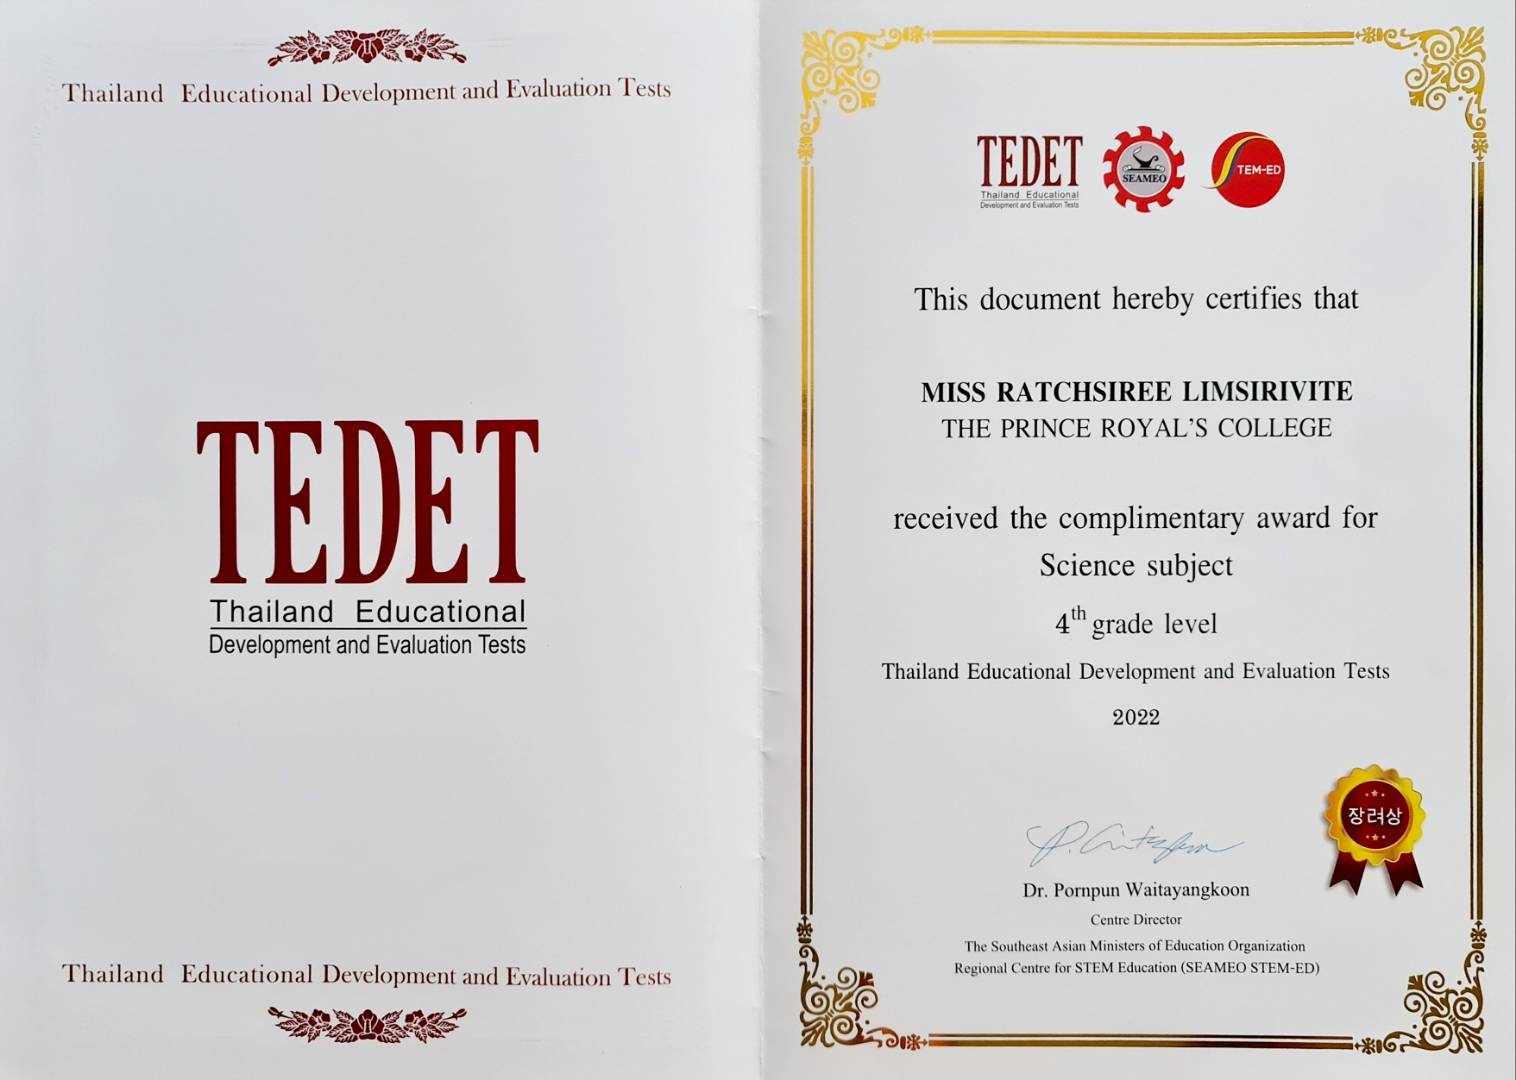 Thailand Educational Development and Evaluation Tests
TEDET
Thailand Educational
Development and Evaluation Tests
Thailand Educational Development and Evaluation Tests
TEDET
Thailand Educational
Development and Evaluation Tests
SEAMEO
STEM-ED
This document hereby certifies that
MISS RATCHSIREE LIMSIRIVITE
THE PRINCE ROYAL'S COLLEGE
received the complimentary award for
Science subject
4th grade level
Thailand Educational Development and Evaluation Tests
2022
장려상
Dr. Pornpun Waitayangkoon
Centre Director
The Southeast Asian Ministers of Education Organization
Regional Centre for STEM Education (SEAMEO STEM-ED)